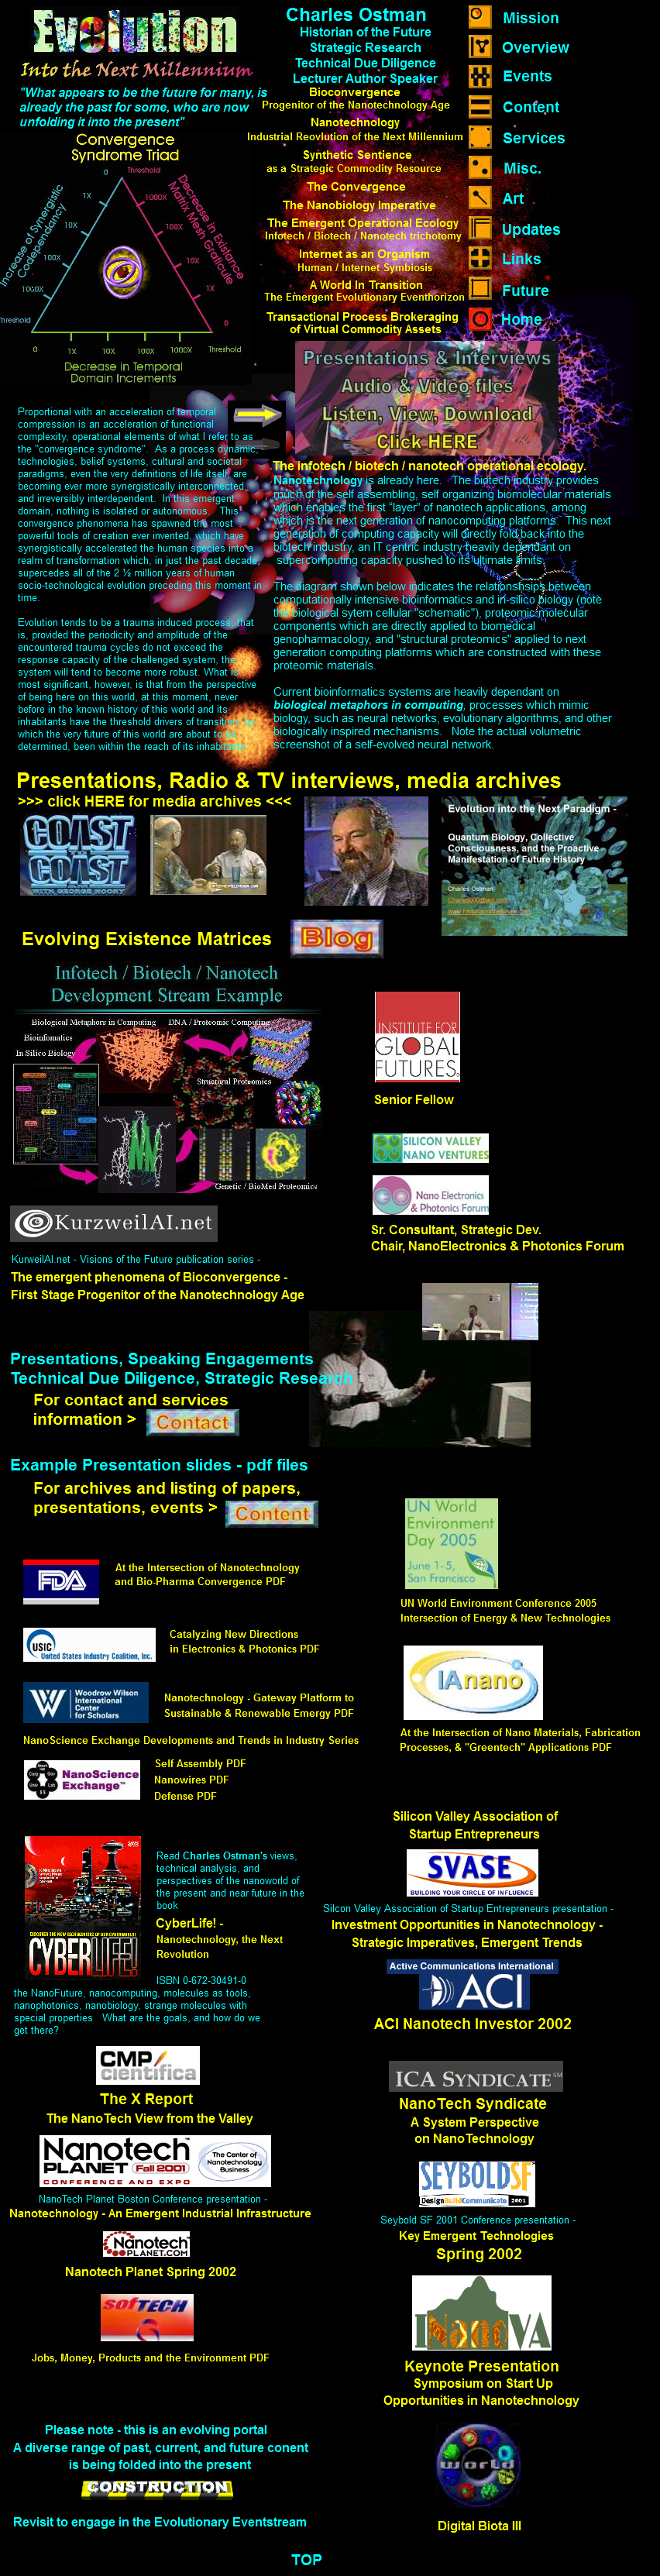 Evolution
Into the Next Millennium
"What appears to be the future for many, is
already the past for some, who are now
unfolding it into the present"
Charles Ostman
Historian of the Future
Strategic Research
Technical Due Diligence
Lecturer Author Speaker
Bioconvergence
Progenitor of the Nanotechnology Age
Nanotechnology
Industrial Reovlution of the Next Millennium
Synthetic Sentience
as a Strategic Commodity Resource
The Convergence
The Nanobiology Imperative
The Emergent Operational Ecology
Infotech / Biotech / Nanotech trichotomy
Internet as an Organism
Human / Internet Symbiosis
A World In Transition
The Emergent Evolutionary Eventhorizon
Transactional Process Brokeraging
of Virtual Commodity Assets
Mission
Overview
Events
Content
Services
Misc.
Art
Updates
Links
Future
Home
Convergence
Syndrome Triad
0
Threshold
1X
1000X
10X
100X
100X
10X
1000X
1X
Threshold
0
Increase of Synergistic
Codependancy
Decrease in Existance
Matrix Mesh Graticule
0
1X
10X
100X
1000X
Threshold
Decrease in Temporal
Domain Increments
Presentations & Interviews
Audio & Video files
Listen, View, Download
Click HERE
Proportional with an acceleration of temporal
compression is an acceleration of functional
complexity, operational elements of what I refer to as
the "convergence syndrome". As a process dynamic,
technologies, belief systems, cultural and societal
paradigms, even the very definitions of life itself, are
becoming ever more synergistically interconnected,
and irreversibly interdependent. In this emergent
domain, nothing is isolated or autonomous. This
convergence phenomena has spawned the most
powerful tools of creation ever invented, which have
synergistically accelerated the human species into a
realm of transformation which, in just the past decade,
supercedes all of the 2 ½ million years of human
socio-technological evolution preceding this moment in
time.
Evolution tends to be a trauma induced process, that
is, provided the periodicity and amplitude of the
encountered trauma cycles do not exceed the
response capacity of the challenged system, the
system will tend to become more robust. What is
most significant, however, is that from the perspective
of being here on this world, at this moment, never
before in the known history of this world and its
inhabitants have the threshold drivers of transition, by
which the very future of this world are about to be
determined, been within the reach of its inhabitants.
The infotech / biotech / nanotech operational ecology.
Nanotechnology is already here. The biotech industry provides
much of the self assembling, self organizing biomolecular materials
which enables the first "layer" of nanotech applications, among
which is the next generation of nanocomputing platforms. This next
generation of computing capacity will directly fold back into the
biotech industry, an IT centric industry heavily dependant on
supercomputing capacity pushed to its ultimate limits.
The diagram shown below indicates the relationshsips between
computationally intensive bioinformatics and in-silico biology (note
the biological sytem cellular "schematic"), proteomic molecular
components which are directly applied to biomedical
genopharmacology, and "structural proteomics" applied to next
generation computing platforms which are constructed with these
proteomic materials.
Current bioinformatics systems are heavily dependant on
biological metaphors in computing, processes which mimic
biology, such as neural networks, evolutionary algorithms, and other
biologically inspired mechanisms. Note the actual volumetric
screenshot of a self-evolved neural network.
Presentations, Radio & TV interviews, media archives
>>> click HERE for media archives <<<
COAST
TO
COAST
WITH GEORGE NOORY
Evolution into the Next Paradigm -
Quantum Biology, Collective
Consciousness, and the Proactive
Manifestation of Future History
Charles Ostman
Evolving Existence Matrices
Blog
Infotech / Biotech / Nanotech
Development Stream Example
Biological Metaphors in Computing
DNA / Proteomic Computing
Bioinfomatics
In Silico Biology
Structural Proteomics
Genetic / BioMed Proteomics
INSTITUTE FOR
GLOBAL
FUTURES
Senior Fellow
SILICON VALLEY
NANO VENTURES
Nano Electronics
& Photonics Forum
Sr. Consultant, Strategic Dev.
Chair, NanoElectronics & Photonics Forum
KurzweilAI.net
KurweilAI.net - Visions of the Future publication series -
The emergent phenomena of Bioconvergence -
First Stage Progenitor of the Nanotechnology Age
Presentations, Speaking Engagements
Technical Due Diligence, Strategic Research
For contact and services
information >
Contact
Example Presentation slides - pdf files
For archives and listing of papers,
presentations, events >
Content
FDA
At the Intersection of Nanotechnology
and Bio-Pharma Convergence PDF
USIC
United States Industry Coalition, Inc.
Catalyzing New Directions
in Electronics & Photonics PDF
Woodrow Wilson
International
Center
for Scholars
Nanotechnology - Gateway Platform to
Sustainable & Renewable Emergy PDF
NanoScience Exchange Developments and Trends in Industry Series
NanoScience
Exchange™
Self Assembly PDF
Nanowires PDF
Defense PDF
UN World
Environment
Day 2005
June 1-5,
San Francisco
UN World Environment Conference 2005
Intersection of Energy & New Technologies
IAnano
At the Intersection of Nano Materials, Fabrication
Processes, & "Greentech" Applications PDF
Silicon Valley Association of
Startup Entrepreneurs
SVASE
BUILDING YOUR CIRCLE OF INFLUENCE
Silcon Valley Association of Startup Entrepreneurs presentation -
Investment Opportunities in Nanotechnology -
Strategic Imperatives, Emergent Trends
CYBERLIFE!
Read Charles Ostman's views,
technical analysis, and
perspectives of the nanoworld of
the present and near future in the
book
CyberLife! -
Nanotechnology, the Next
Revolution
ISBN 0-672-30491-0
the NanoFuture, nanocomputing, molecules as tools,
nanophotonics, nanobiology, strange molecules with
special properties What are the goals, and how do we
get there?
Active Communications International
ACI
ACI Nanotech Investor 2002
CMP
cientifica
The X Report
The NanoTech View from the Valley
ICA SYNDICATE
NanoTech Syndicate
A System Perspective
on NanoTechnology
Nanotech
PLANET Fall 2001
CONFERENCE AND EXPO
The Center of
Nanotechnology
Business
NanoTech Planet Boston Conference presentation -
Nanotechnology - An Emergent Industrial Infrastructure
SEYBOLDSF
Design Build Communicate 2001
Seybold SF 2001 Conference presentation -
Key Emergent Technologies
Spring 2002
Nanotech
PLANET.COM
Nanotech Planet Spring 2002
SOFTECH
Jobs, Money, Products and the Environment PDF
INanoVA
Keynote Presentation
Symposium on Start Up
Opportunities in Nanotechnology
Please note - this is an evolving portal
A diverse range of past, current, and future conent
is being folded into the present
CONSTRUCTION
Revisit to engage in the Evolutionary Eventstream
world
Digital Biota III
TOP